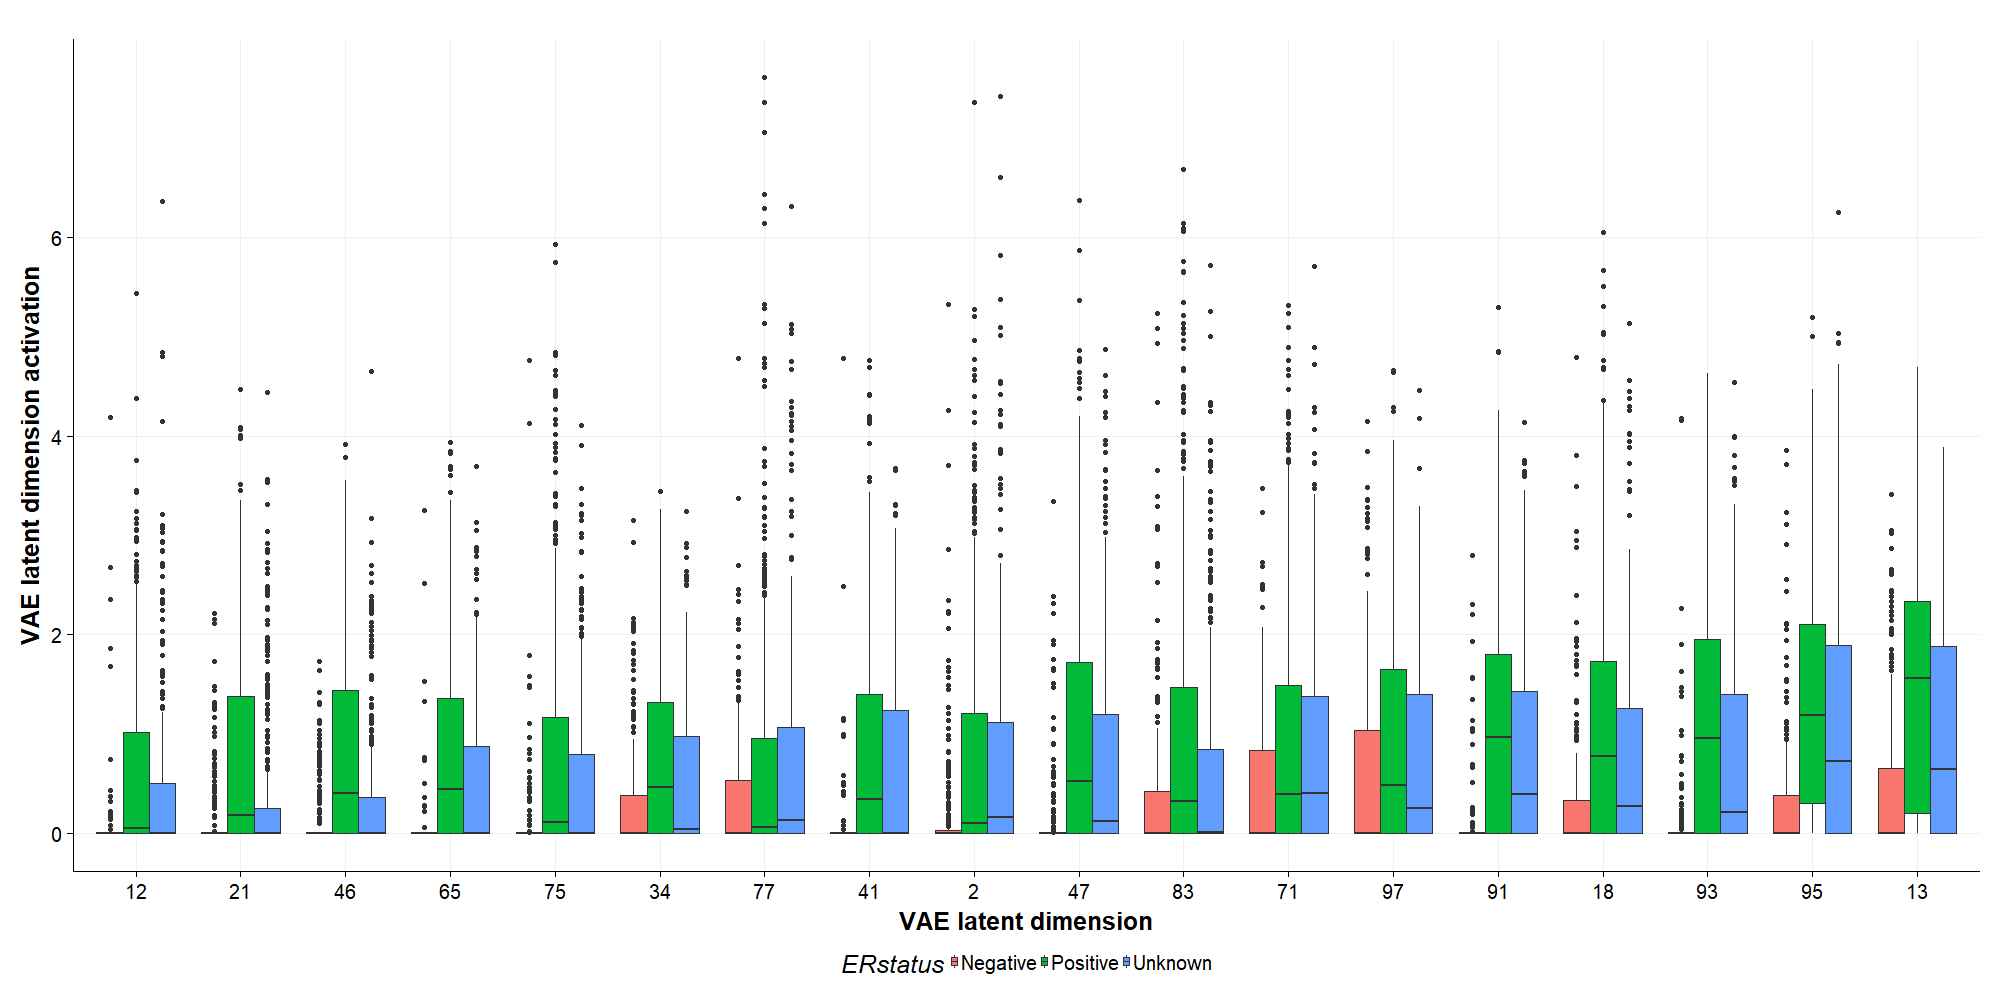 VAE latent dimension activation
6
4
2
0
12 21 46 65 75 34 77 41 2 47 83 71 97 91 18 93 95 13
VAE latent dimension
ERstatus Negative Positive Unknown